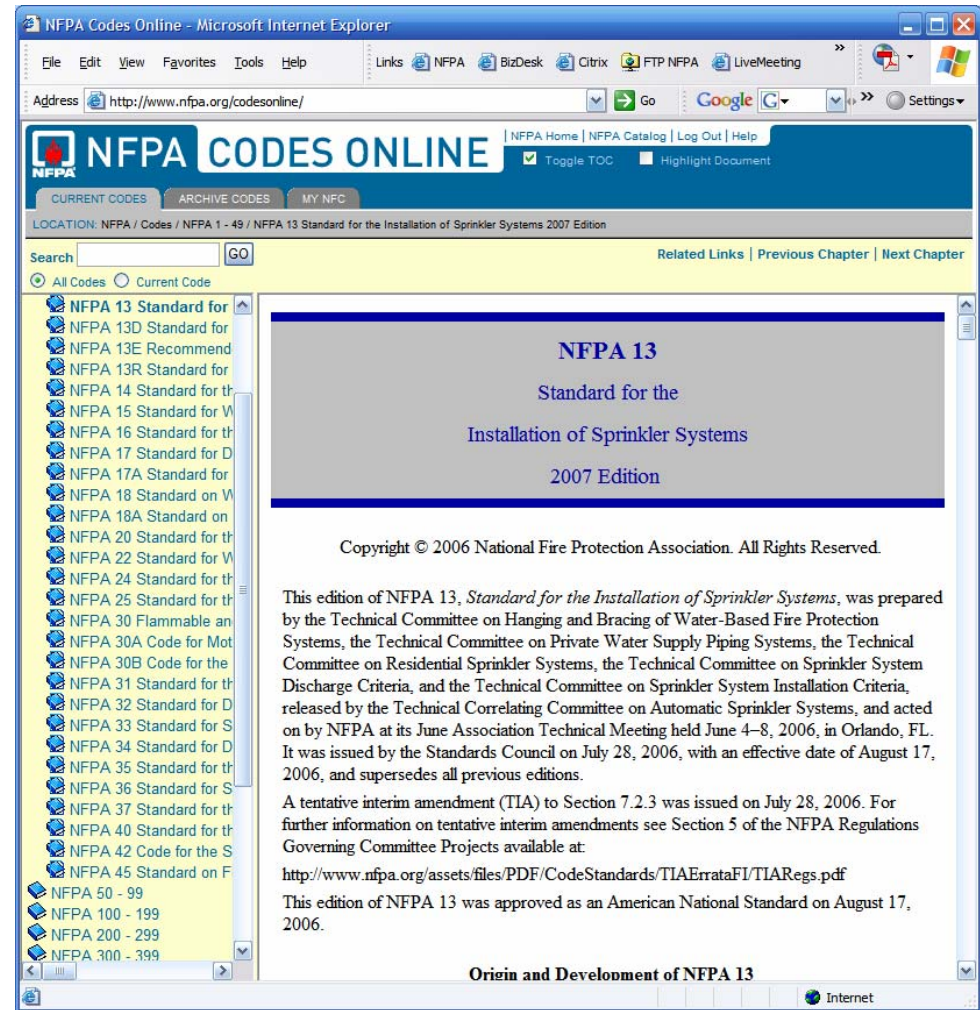 NFPA Codes Online - Microsoft Internet Explorer
File Edit View Favorites Tools Help Links NFPA BizDesk Citrix FTP NFPA LiveMeeting »
Address http://www.nfpa.org/codesonline/ Go Google G » Settings
NFPA CODES ONLINE
NFPA
| NFPA Home | NFPA Catalog | Log Out | Help
Toggle TOC Highlight Document
CURRENT CODES ARCHIVE CODES MY NFC
LOCATION: NFPA / Codes / NFPA 1 - 49 / NFPA 13 Standard for the Installation of Sprinkler Systems 2007 Edition
Search GO
Related Links | Previous Chapter | Next Chapter
All Codes Current Code
NFPA 13 Standard for
NFPA 13D Standard for
NFPA 13E Recommend
NFPA 13R Standard for
NFPA 14 Standard for th
NFPA 15 Standard for W
NFPA 16 Standard for th
NFPA 17 Standard for D
NFPA 17A Standard for
NFPA 18 Standard on W
NFPA 18A Standard on
NFPA 20 Standard for th
NFPA 22 Standard for W
NFPA 24 Standard for th
NFPA 25 Standard for th
NFPA 30 Flammable an
NFPA 30A Code for Mot
NFPA 30B Code for the
NFPA 31 Standard for th
NFPA 32 Standard for D
NFPA 33 Standard for S
NFPA 34 Standard for D
NFPA 35 Standard for th
NFPA 36 Standard for S
NFPA 37 Standard for th
NFPA 40 Standard for th
NFPA 42 Code for the S
NFPA 45 Standard on F
NFPA 50 - 99
NFPA 100 - 199
NFPA 200 - 299
NFPA 300 - 399
NFPA 13
Standard for the
Installation of Sprinkler Systems
2007 Edition
Copyright © 2006 National Fire Protection Association. All Rights Reserved.
This edition of NFPA 13, Standard for the Installation of Sprinkler Systems, was prepared
by the Technical Committee on Hanging and Bracing of Water-Based Fire Protection
Systems, the Technical Committee on Private Water Supply Piping Systems, the Technical
Committee on Residential Sprinkler Systems, the Technical Committee on Sprinkler System
Discharge Criteria, and the Technical Committee on Sprinkler System Installation Criteria,
released by the Technical Correlating Committee on Automatic Sprinkler Systems, and acted
on by NFPA at its June Association Technical Meeting held June 4–8, 2006, in Orlando, FL.
It was issued by the Standards Council on July 28, 2006, with an effective date of August 17,
2006, and supersedes all previous editions.
A tentative interim amendment (TIA) to Section 7.2.3 was issued on July 28, 2006. For
further information on tentative interim amendments see Section 5 of the NFPA Regulations
Governing Committee Projects available at:
http://www.nfpa.org/assets/files/PDF/CodeStandards/TIAErrataFI/TIARegs.pdf
This edition of NFPA 13 was approved as an American National Standard on August 17,
2006.
Origin and Development of NFPA 13
Internet